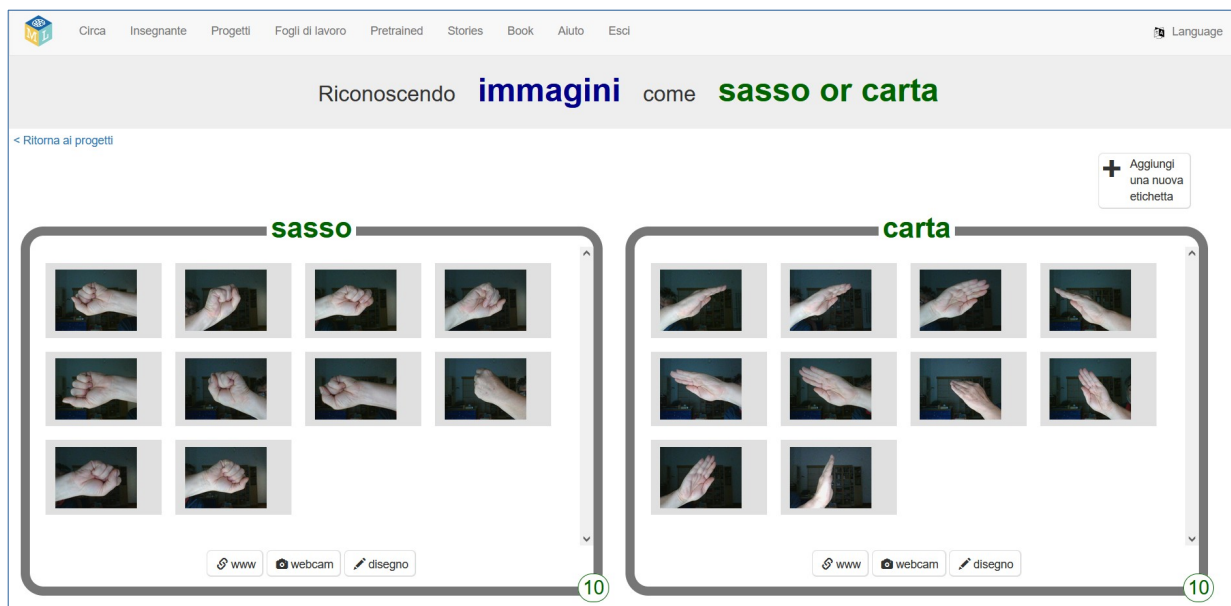 ML
Circa Insegnante Progetti Fogli di lavoro Pretrained Stories Book Aiuto Esci Language
Riconoscendo immagini come sasso or carta
< Ritorna ai progetti
Aggiungi
una nuova
etichetta
sasso
www webcam disegno
10
carta
www webcam disegno
10